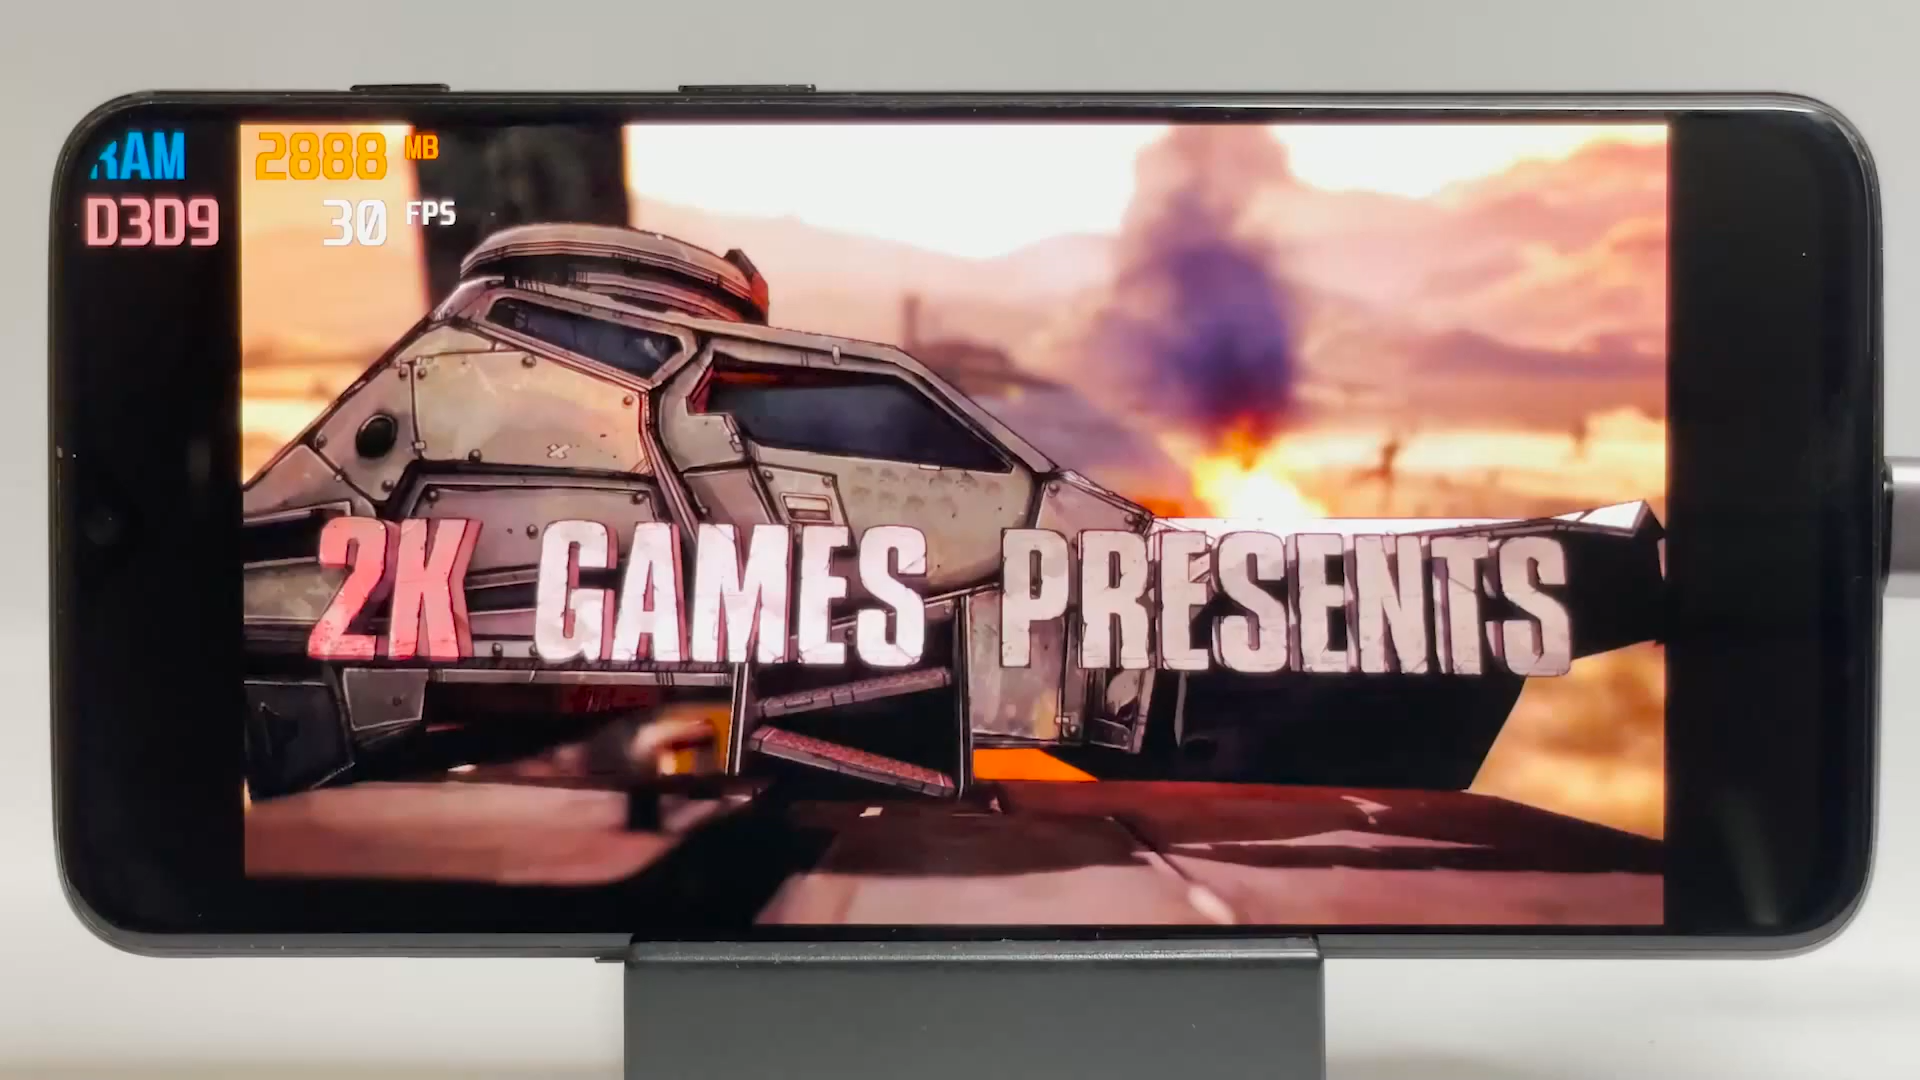 RAM 2888 MB
D3D9 30 FPS
2K GAMES PRESENTS